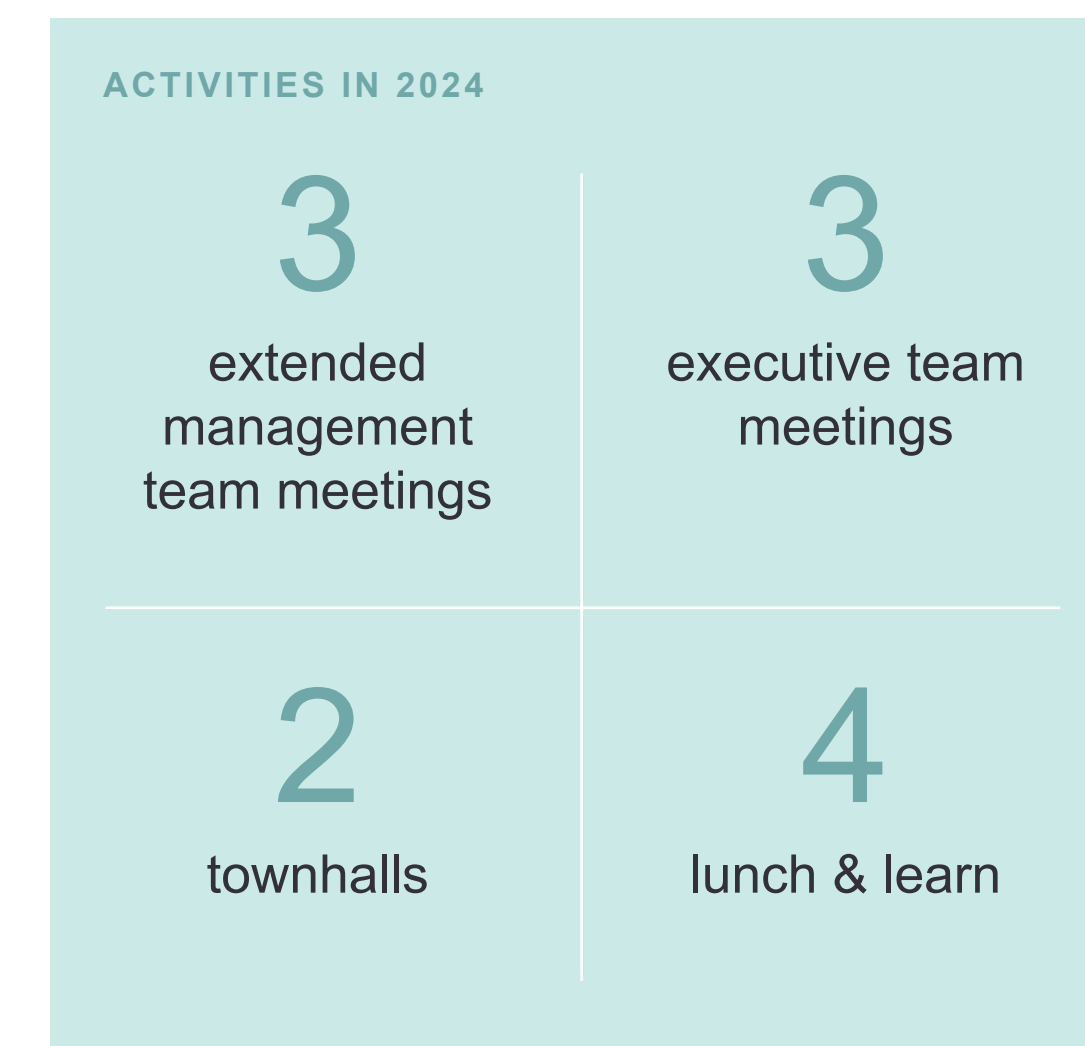 ACTIVITIES IN 2024
3
extended
management
team meetings
3
executive team
meetings
2
townhalls
4
lunch & learn